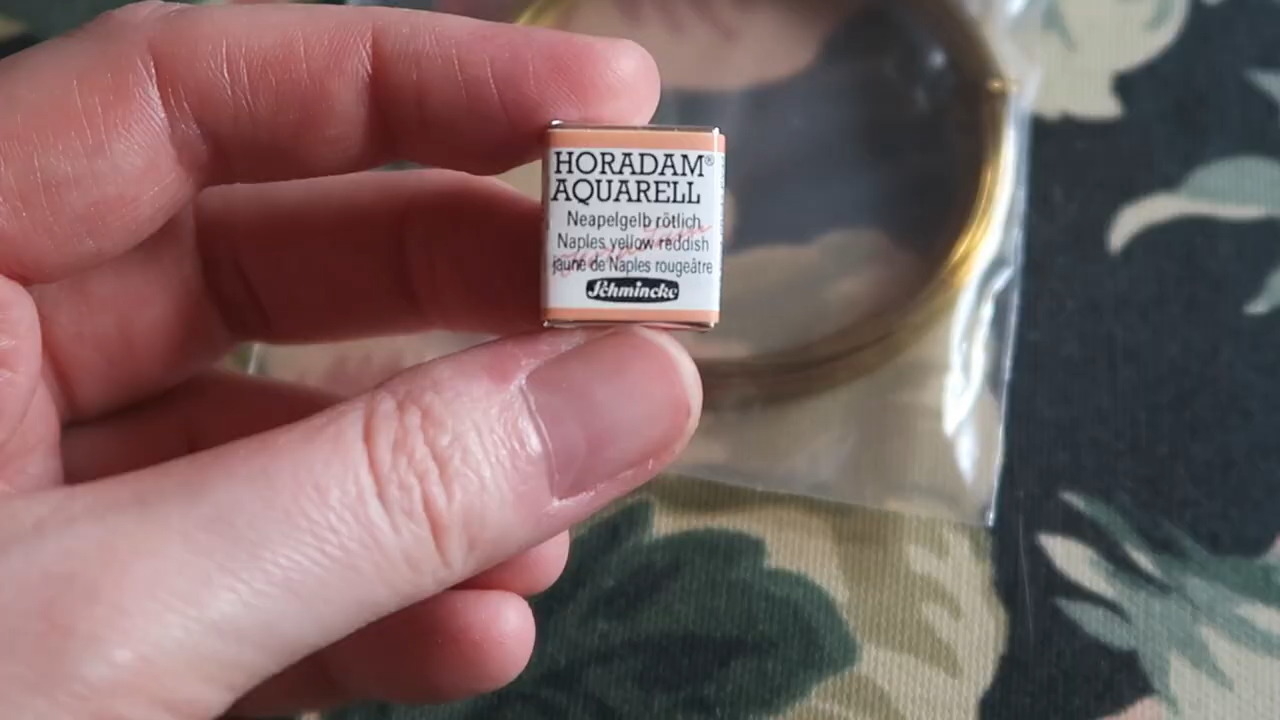 HORADAM®
AQUARELL
Neapelgelb rötlich
Naples yellow reddish
jaune de Naples rougeâtre
Schmincke